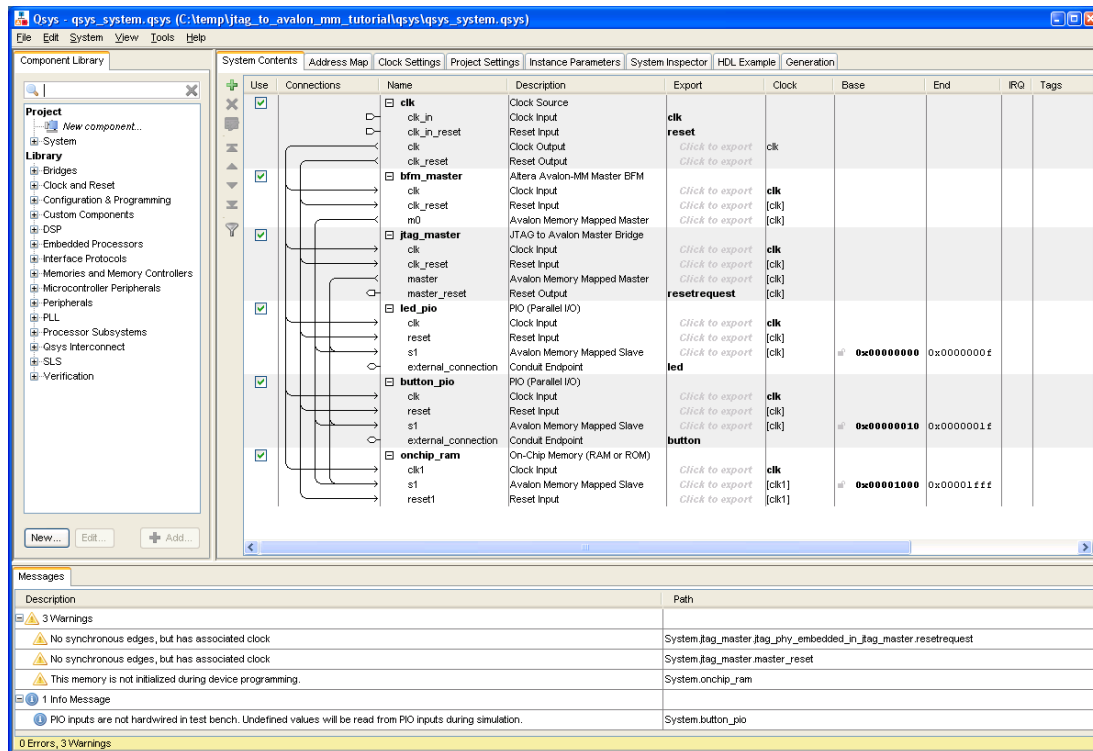 Qsys - qsys_system.qsys (C:\temp\jtag_to_avalon_mm_tutorial\qsys\qsys_system.qsys)
File Edit System View Tools Help
Component Library
Project
New component...
System
Library
Bridges
Clock and Reset
Configuration & Programming
Custom Components
DSP
Embedded Processors
Interface Protocols
Memories and Memory Controllers
Microcontroller Peripherals
Peripherals
PLL
Processor Subsystems
Qsys Interconnect
SLS
Verification
New... Edit... Add...
System Contents Address Map Clock Settings Project Settings Instance Parameters System Inspector HDL Example Generation
Use Connections Name Description Export Clock Base End IRQ Tags
clk Clock Source
clk_in Clock Input clk
clk_in_reset Reset Input reset
clk Clock Output Click to export clk
clk_reset Reset Output Click to export
bfm_master Altera Avalon-MM Master BFM
clk Clock Input Click to export clk
clk_reset Reset Input Click to export [clk]
m0 Avalon Memory Mapped Master Click to export [clk]
jtag_master JTAG to Avalon Master Bridge
clk Clock Input Click to export clk
clk_reset Reset Input Click to export [clk]
master Avalon Memory Mapped Master Click to export [clk]
master_reset Reset Output resetrequest [clk]
led_pio PIO (Parallel I/O)
clk Clock Input Click to export clk
reset Reset Input Click to export [clk]
s1 Avalon Memory Mapped Slave Click to export [clk] 0x00000000 0x0000000f
external_connection Conduit Endpoint led
button_pio PIO (Parallel I/O)
clk Clock Input Click to export clk
reset Reset Input Click to export [clk]
s1 Avalon Memory Mapped Slave Click to export [clk] 0x00000010 0x0000001f
external_connection Conduit Endpoint button
onchip_ram On-Chip Memory (RAM or ROM)
clk1 Clock Input Click to export clk
s1 Avalon Memory Mapped Slave Click to export [clk1] 0x00001000 0x00001fff
reset1 Reset Input Click to export [clk1]
Messages
Description Path
3 Warnings
No synchronous edges, but has associated clock System.jtag_master.jtag_phy_embedded_in_jtag_master.resetrequest
No synchronous edges, but has associated clock System.jtag_master.master_reset
This memory is not initialized during device programming. System.onchip_ram
1 Info Message
PIO inputs are not hardwired in test bench. Undefined values will be read from PIO inputs during simulation. System.button_pio
0 Errors, 3 Warnings